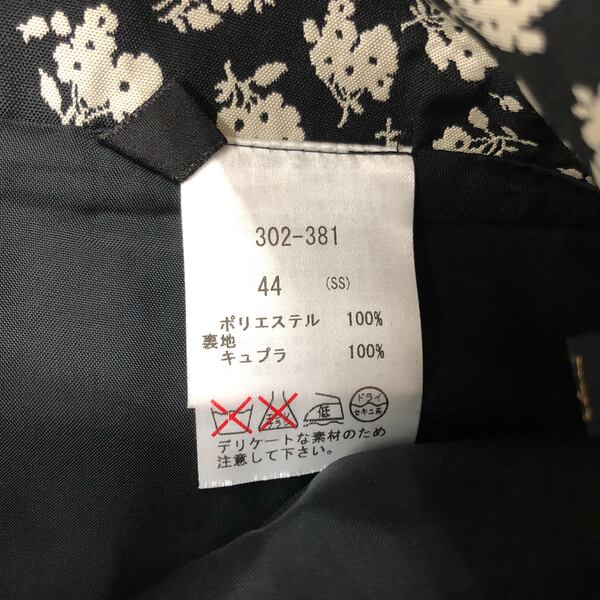 302-381
44 (SS)
ポリエステル 100%
裏地
キュプラ 100%
低 ドライ
セキユ系
デリケートな素材のため
注意して下さい。